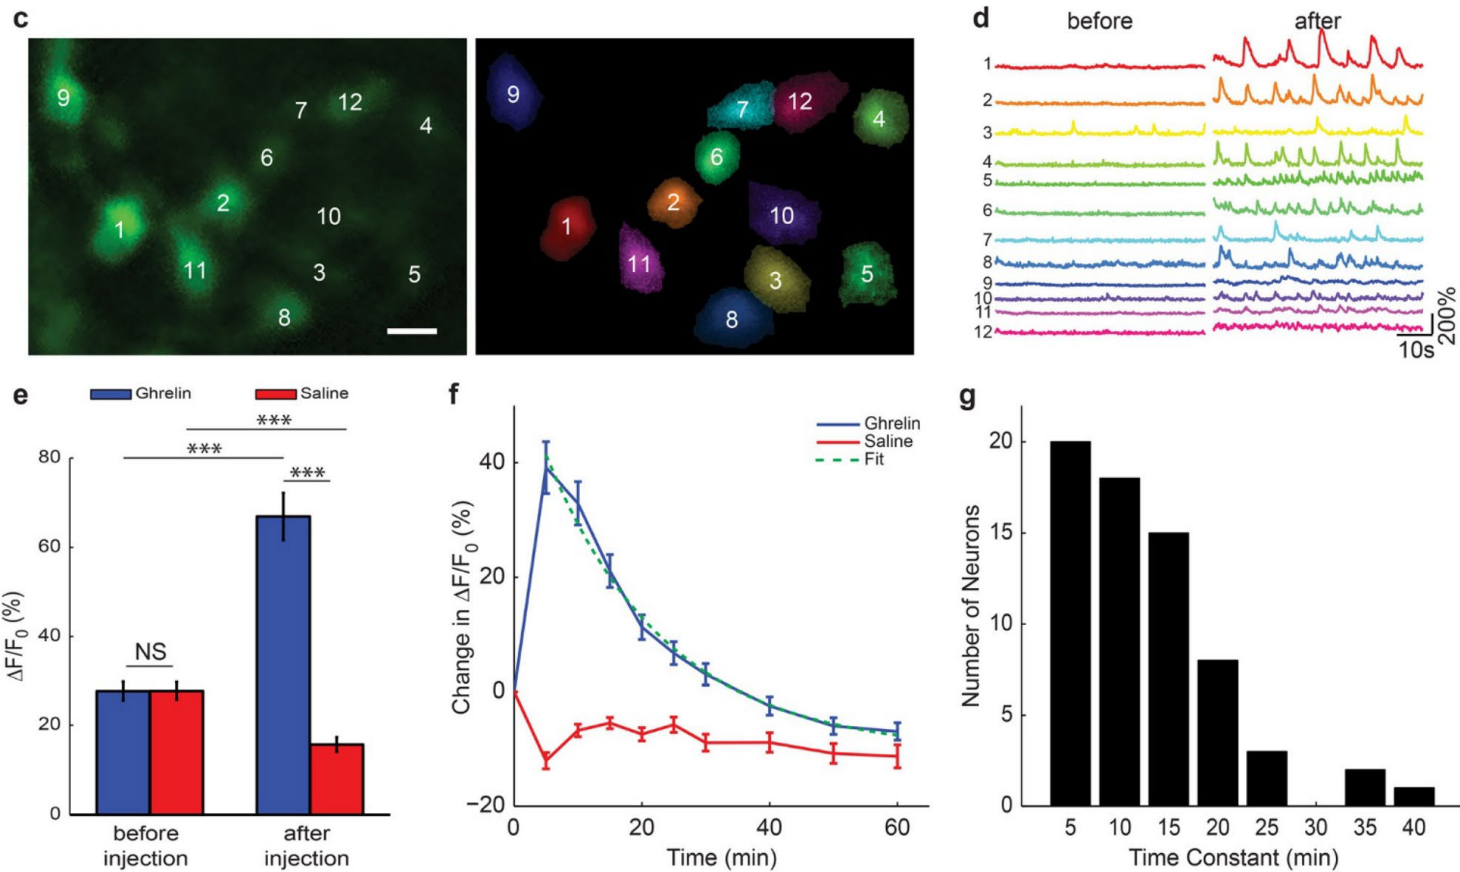 c
9
7
12
4
6
2
10
1
11
3
5
8
9
7
12
4
6
2
10
1
11
3
5
8
d
before
after
1
2
3
4
5
6
7
8
9
10
11
12
10s
200%
e
Ghrelin
Saline
***
***
***
NS
ΔF/F0 (%)
80
60
40
20
0
before
injection
after
injection
f
Ghrelin
Saline
Fit
Change in ΔF/F0 (%)
40
20
0
−20
0
20
40
60
Time (min)
g
Number of Neurons
20
15
10
5
0
5
10
15
20
25
30
35
40
Time Constant (min)